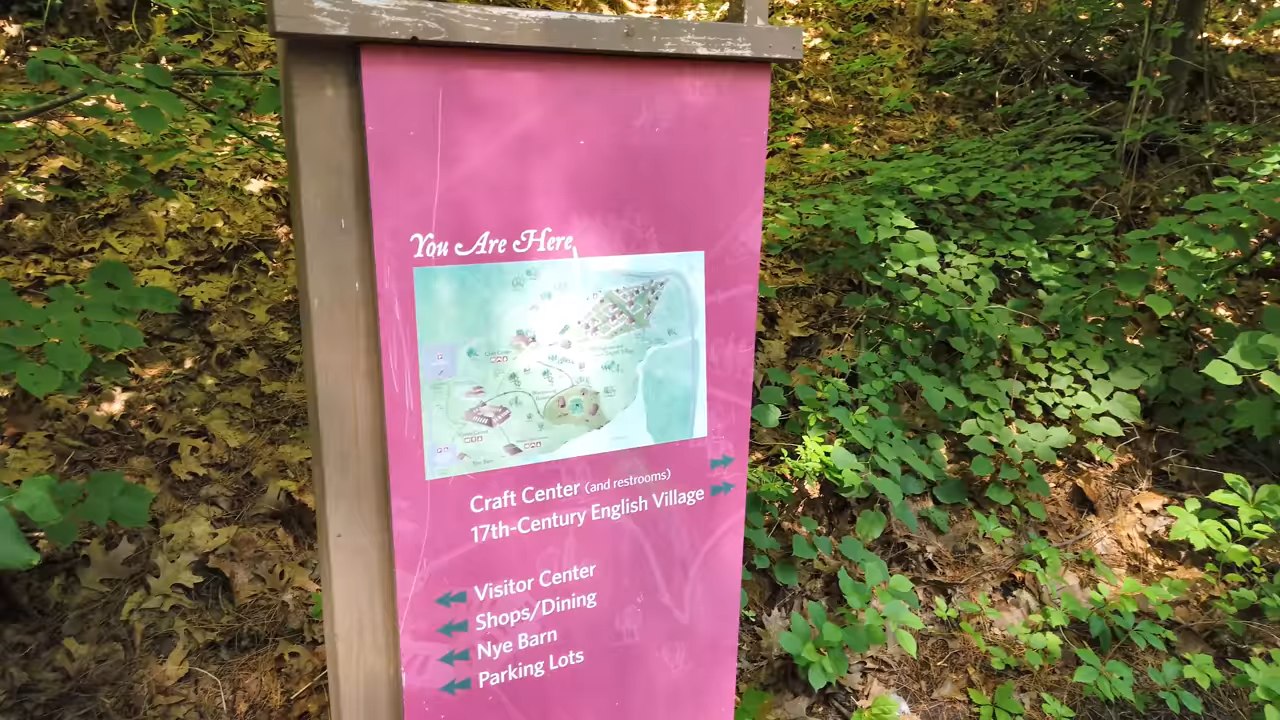 You Are Here
Craft Center (and restrooms)
17th-Century English Village
Visitor Center
Shops/Dining
Nye Barn
Parking Lots